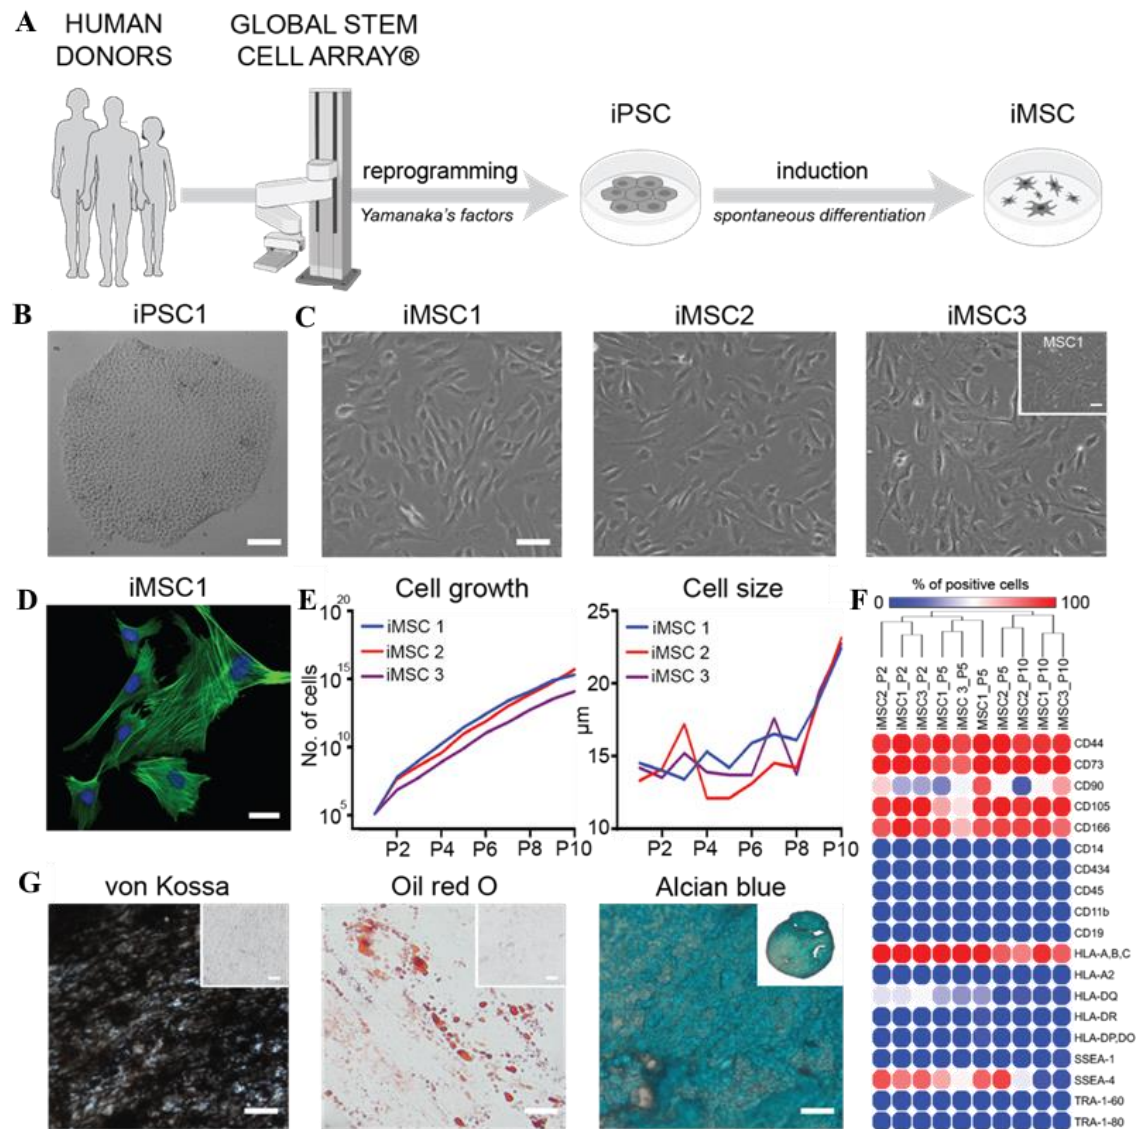 A
HUMAN
DONORS
GLOBAL STEM
CELL ARRAY®
reprogramming
Yamanaka's factors
iPSC
induction
spontaneous differentiation
iMSC
B
iPSC1
C
iMSC1
iMSC2
iMSC3
MSC1
D
iMSC1
E
Cell growth
No. of cells
10^20
10^15
10^10
10^5
iMSC 1
iMSC 2
iMSC 3
P2 P4 P6 P8 P10
Cell size
µm
25
20
15
10
iMSC 1
iMSC 2
iMSC 3
P2 P4 P6 P8 P10
F
% of positive cells
0 100
iMSC2_P2
iMSC1_P2
iMSC3_P2
iMSC1_P5
iMSC 3_P5
MSC1_P5
iMSC2_P5
iMSC2_P10
iMSC1_P10
iMSC3_P10
CD44
CD73
CD90
CD105
CD166
CD14
CD434
CD45
CD11b
CD19
HLA-A,B,C
HLA-A2
HLA-DQ
HLA-DR
HLA-DP,DO
SSEA-1
SSEA-4
TRA-1-60
TRA-1-80
G
von Kossa
Oil red O
Alcian blue